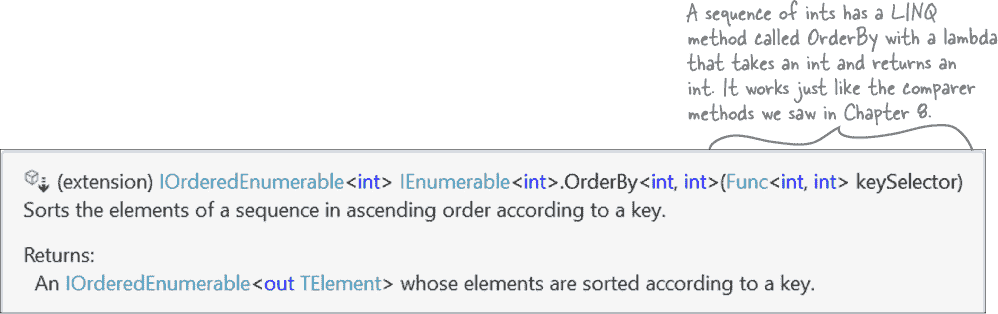 A sequence of ints has a LINQ
method called OrderBy with a lambda
that takes an int and returns an
int. It works just like the comparer
methods we saw in Chapter 8.
(extension) IOrderedEnumerable<int> IEnumerable<int>.OrderBy<int, int>(Func<int, int> keySelector)
Sorts the elements of a sequence in ascending order according to a key.
Returns:
An IOrderedEnumerable<out TElement> whose elements are sorted according to a key.